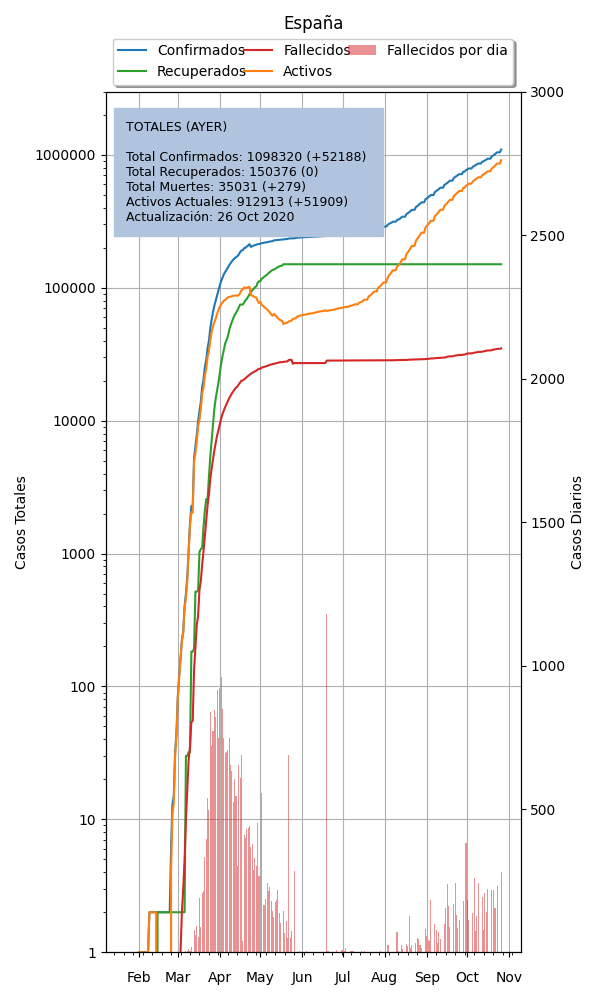 España
Confirmados
Recuperados
Fallecidos
Activos
Fallecidos por dia
TOTALES (AYER)
Total Confirmados: 1098320 (+52188)
Total Recuperados: 150376 (0)
Total Muertes: 35031 (+279)
Activos Actuales: 912913 (+51909)
Actualización: 26 Oct 2020
Casos Totales
1000000
100000
10000
1000
100
10
1
Casos Diarios
3000
2500
2000
1500
1000
500
Feb Mar Apr May Jun Jul Aug Sep Oct Nov